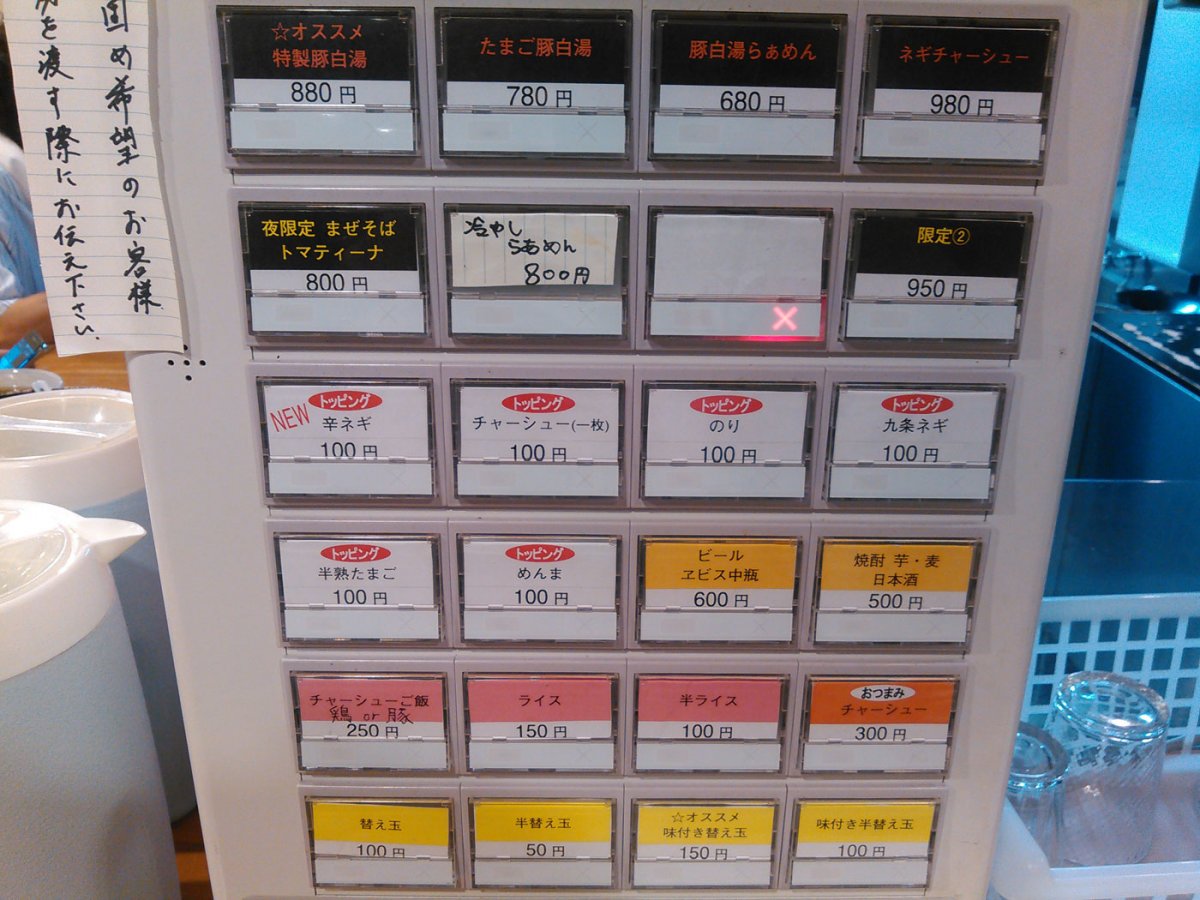 固め希望のお客様
を渡す際にお伝え下さい
☆オススメ
特製豚白湯
880円
たまご豚白湯
780円
豚白湯らぁめん
680円
ネギチャーシュー
980円
夜限定 まぜそば
トマティーナ
800円
冷やし
らあめん
800円
×
限定②
950円
NEW
トッピング
辛ネギ
100円
トッピング
チャーシュー(一枚)
100円
トッピング
のり
100円
トッピング
九条ネギ
100円
トッピング
半熟たまご
100円
トッピング
めんま
100円
ビール
ヱビス中瓶
600円
焼酎 芋・麦
日本酒
500円
チャーシューご飯
鶏 or 豚
250円
ライス
150円
半ライス
100円
おつまみ
チャーシュー
300円
替え玉
100円
半替え玉
50円
☆オススメ
味付き替え玉
150円
味付き半替え玉
100円